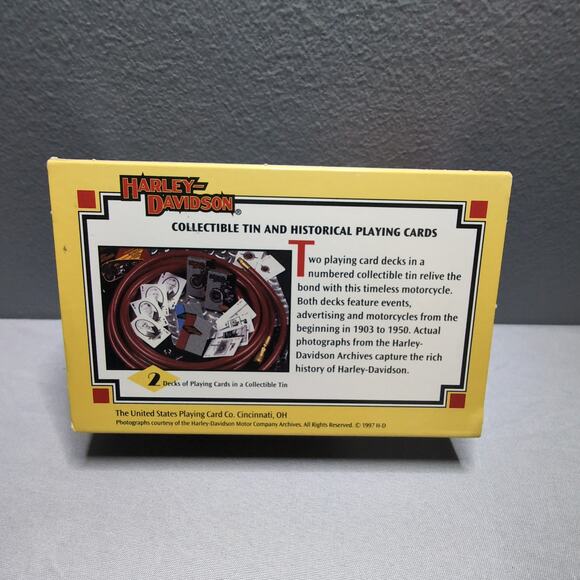 HARLEY-
DAVIDSON®
COLLECTIBLE TIN AND HISTORICAL PLAYING CARDS
Two playing card decks in a
numbered collectible tin relive the
bond with this timeless motorcycle.
Both decks feature events,
advertising and motorcycles from the
beginning in 1903 to 1950. Actual
photographs from the Harley-
Davidson Archives capture the rich
history of Harley-Davidson.
2 Decks of Playing Cards in a Collectible Tin
The United States Playing Card Co. Cincinnati, OH
Photographs courtesy of the Harley-Davidson Motor Company Archives. All Rights Reserved. © 1997 H-D